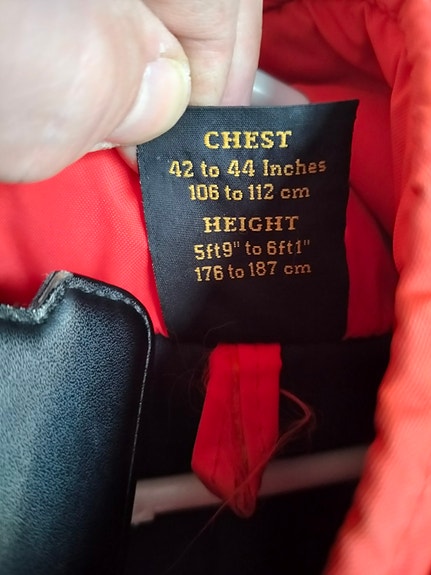 CHEST
42 to 44 Inches
106 to 112 cm
HEIGHT
5ft9" to 6ft1"
176 to 187 cm